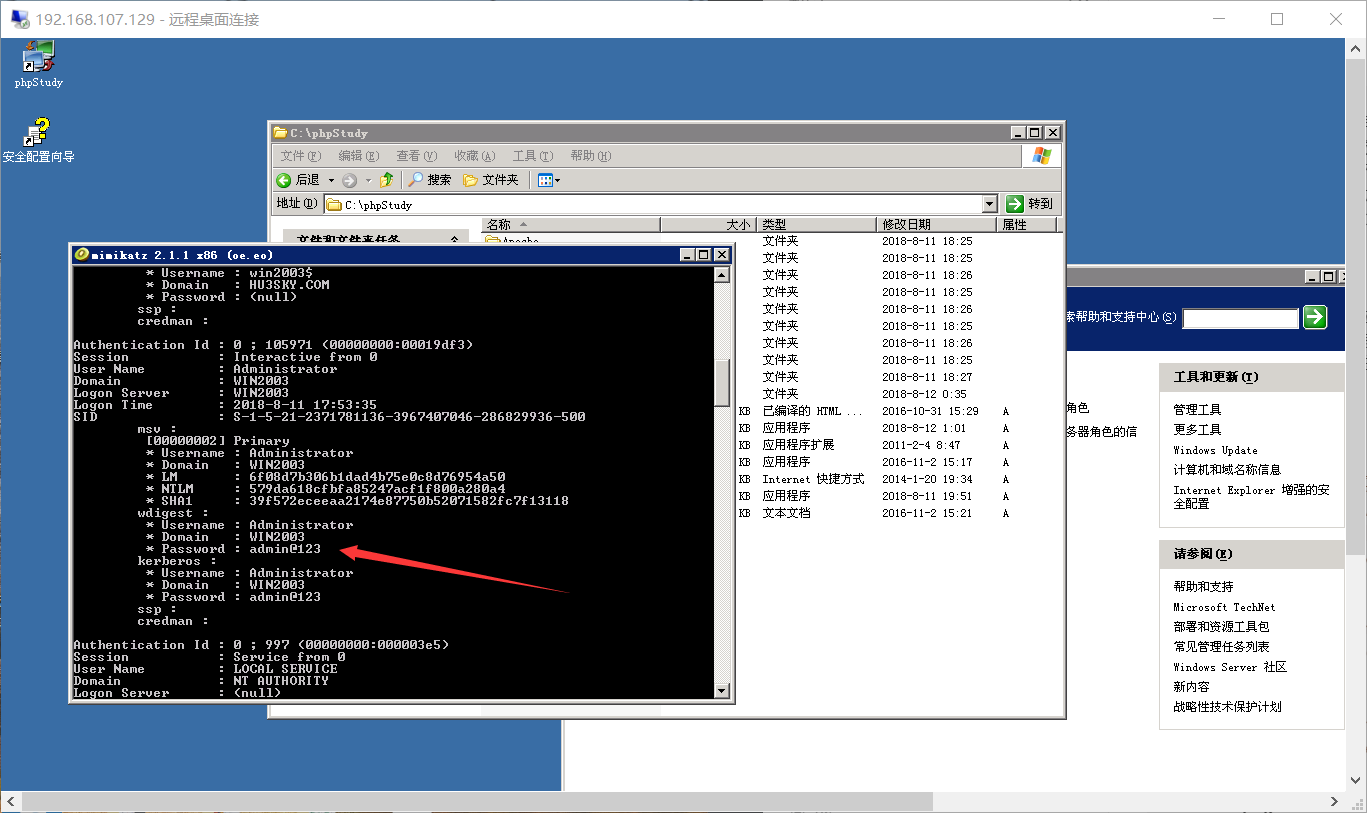 192.168.107.129 - 远程桌面连接
phpStudy
安全配置向导
C:\phpStudy
文件(F) 编辑(E) 查看(V) 收藏(A) 工具(T) 帮助(H)
后退 搜索 文件夹
地址(D) C:\phpStudy 转到
名称 大小 类型 修改日期 属性
文件和文件夹任务
Apache
文件夹 2018-8-11 18:25
文件夹 2018-8-11 18:25
文件夹 2018-8-11 18:26
文件夹 2018-8-11 18:25
文件夹 2018-8-11 18:26
文件夹 2018-8-11 18:25
文件夹 2018-8-11 18:26
文件夹 2018-8-11 18:25
文件夹 2018-8-11 18:27
文件夹 2018-8-12 0:35
KB 已编译的 HTML ... 2016-10-31 15:29 A
KB 应用程序 2018-8-12 1:01 A
KB 应用程序扩展 2011-2-4 8:47 A
KB 应用程序 2016-11-2 15:17 A
KB Internet 快捷方式 2014-1-20 19:34 A
KB 应用程序 2018-8-11 19:51 A
KB 文本文档 2016-11-2 15:21 A
mimikatz 2.1.1 x86 (oe.eo)
* Username : win2003$
* Domain : HU3SKY.COM
* Password : (null)
ssp :
credman :
Authentication Id : 0 ; 105971 (00000000:00019df3)
Session : Interactive from 0
User Name : Administrator
Domain : WIN2003
Logon Server : WIN2003
Logon Time : 2018-8-11 17:53:35
SID : S-1-5-21-2371781136-3967407046-286829936-500
msv :
[00000002] Primary
* Username : Administrator
* Domain : WIN2003
* LM : 6f08d7b306b1dad4b75e0c8d76954a50
* NTLM : 579da618cfbfa85247acf1f800a280a4
* SHA1 : 39f572eceeaa2174e87750b52071582fc7f13118
wdigest :
* Username : Administrator
* Domain : WIN2003
* Password : admin@123
kerberos :
* Username : Administrator
* Domain : WIN2003
* Password : admin@123
ssp :
credman :
Authentication Id : 0 ; 997 (00000000:000003e5)
Session : Service from 0
User Name : LOCAL SERVICE
Domain : NT AUTHORITY
Logon Server : (null)
索帮助和支持中心(S)
角色
务器角色的信
工具和更新(T)
管理工具
更多工具
Windows Update
计算机和域名称信息
Internet Explorer 增强的安
全配置
请参阅(E)
帮助和支持
Microsoft TechNet
部署和资源工具包
常见管理任务列表
Windows Server 社区
新内容
战略性技术保护计划